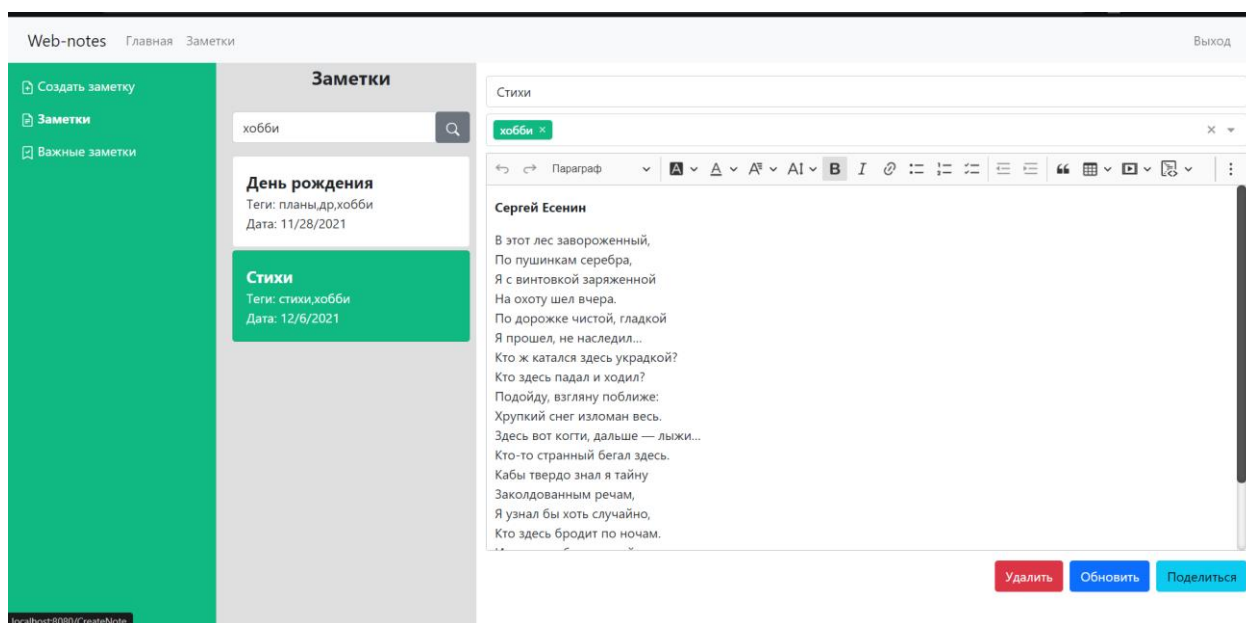 Web-notes Главная Заметки Выход
Создать заметку
Заметки
Важные заметки
Заметки
хобби
День рождения
Теги: планы,др,хобби
Дата: 11/28/2021
Стихи
Теги: стихи,хобби
Дата: 12/6/2021
Стихи
хобби ×
Параграф
Сергей Есенин
В этот лес завороженный,
По пушинкам серебра,
Я с винтовкой заряженной
На охоту шел вчера.
По дорожке чистой, гладкой
Я прошел, не наследил...
Кто ж катался здесь украдкой?
Кто здесь падал и ходил?
Подойду, взгляну поближе:
Хрупкий снег изломан весь.
Здесь вот когти, дальше — лыжи...
Кто-то странный бегал здесь.
Кабы твердо знал я тайну
Заколдованным речам,
Я узнал бы хоть случайно,
Кто здесь бродит по ночам.
Удалить Обновить Поделиться
localhost:8080/CreateNote